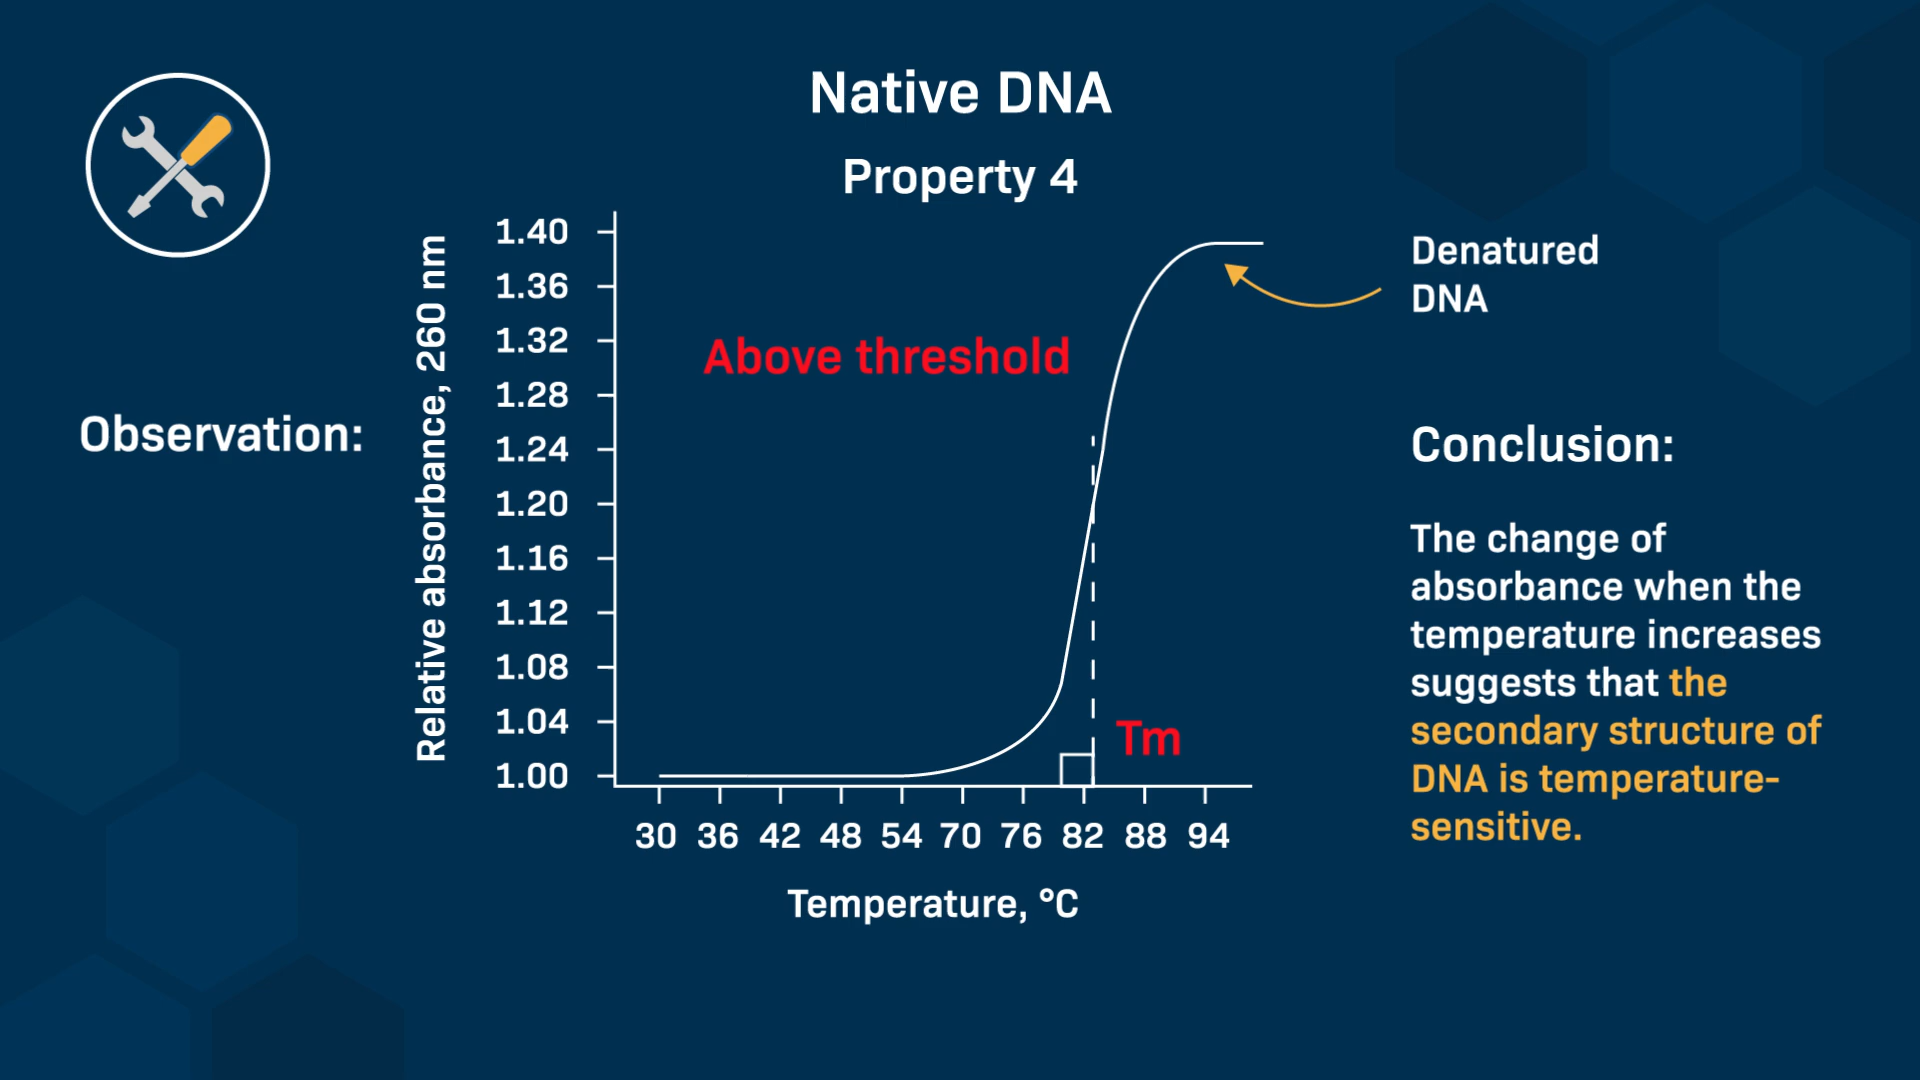 Native DNA
Property 4
Observation:
Relative absorbance, 260 nm
1.40
1.36
1.32
1.28
1.24
1.20
1.16
1.12
1.08
1.04
1.00
Above threshold
Tm
30 36 42 48 54 70 76 82 88 94
Temperature, °C
Denatured
DNA
Conclusion:
The change of
absorbance when the
temperature increases
suggests that the
secondary structure of
DNA is temperature-
sensitive.